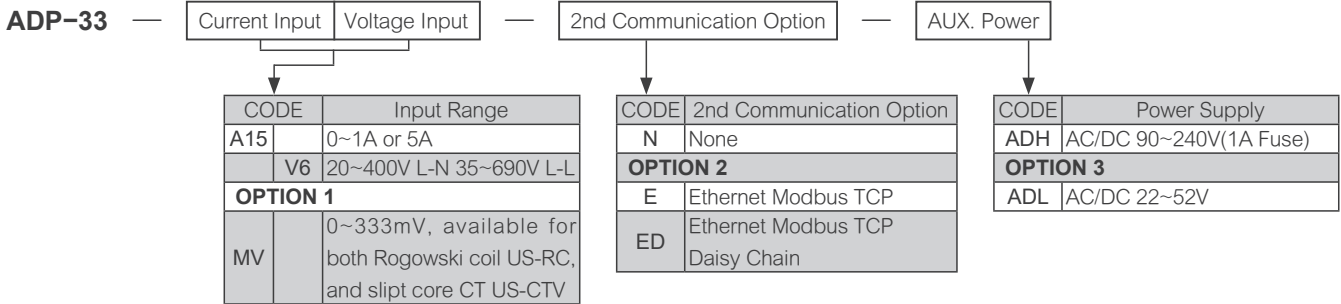 ADP-33 — Current Input Voltage Input — 2nd Communication Option — AUX. Power
CODE Input Range
A15 0~1A or 5A
V6 20~400V L-N 35~690V L-L
OPTION 1
MV 0~333mV, available for
both Rogowski coil US-RC,
and slipt core CT US-CTV
CODE 2nd Communication Option
N None
OPTION 2
E Ethernet Modbus TCP
ED Ethernet Modbus TCP
Daisy Chain
CODE Power Supply
ADH AC/DC 90~240V(1A Fuse)
OPTION 3
ADL AC/DC 22~52V